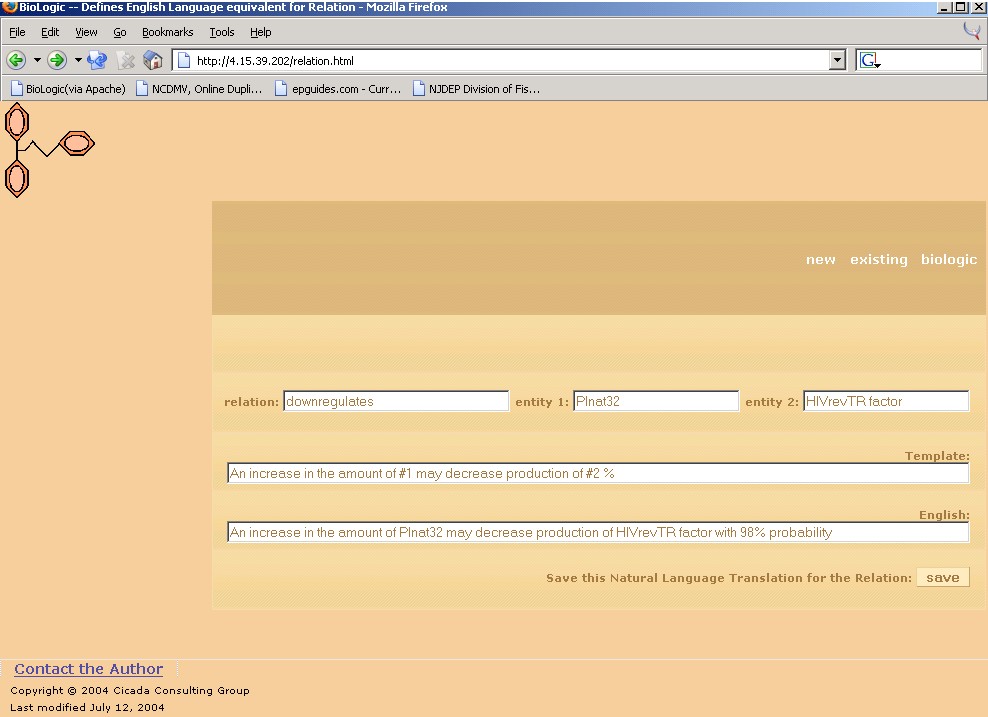 BioLogic -- Defines English Language equivalent for Relation - Mozilla Firefox
File Edit View Go Bookmarks Tools Help
http://4.15.39.202/relation.html G
BioLogic(via Apache) NCDMV, Online Dupli... epguides.com - Curr... NJDEP Division of Fis...
new existing biologic
relation: downregulates entity 1: PInat32 entity 2: HIVrevTR factor
Template:
An increase in the amount of #1 may decrease production of #2 %
English:
An increase in the amount of PInat32 may decrease production of HIVrevTR factor with 98% probability
Save this Natural Language Translation for the Relation: save
Contact the Author
Copyright © 2004 Cicada Consulting Group
Last modified July 12, 2004